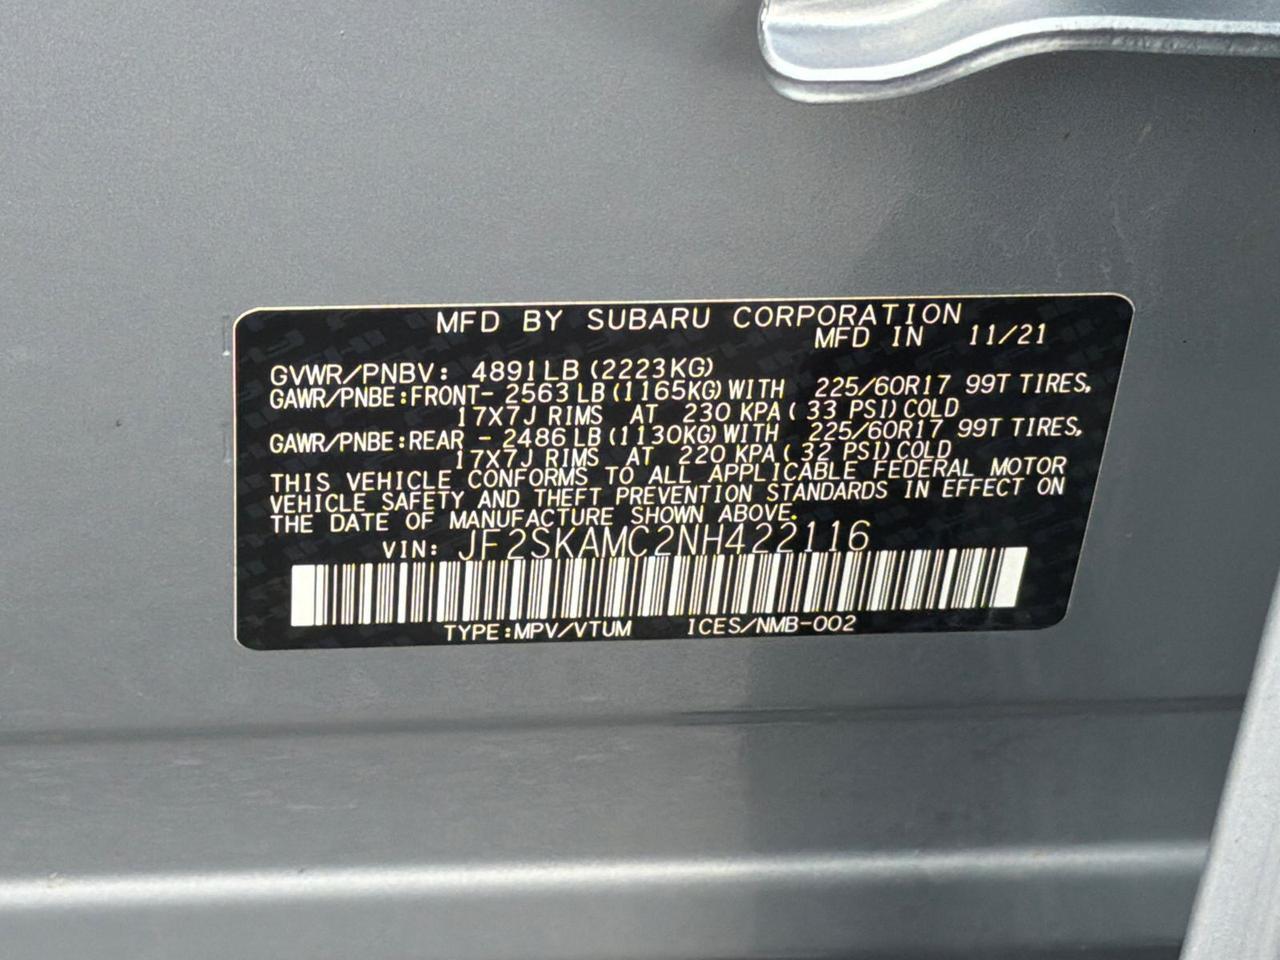 MFD BY SUBARU CORPORATION
MFD IN 11/21
GVWR/PNBV: 4891LB (2223KG)
GAWR/PNBE:FRONT- 2563LB (1165KG) WITH 225/60R17 99T TIRES,
17X7J RIMS AT 230 KPA ( 33 PSI) COLD
GAWR/PNBE:REAR - 2486LB (1130KG) WITH 225/60R17 99T TIRES,
17X7J RIMS AT 220 KPA ( 32 PSI) COLD
THIS VEHICLE CONFORMS TO ALL APPLICABLE FEDERAL MOTOR
VEHICLE SAFETY AND THEFT PREVENTION STANDARDS IN EFFECT ON
THE DATE OF MANUFACTURE SHOWN ABOVE.
VIN: JF2SKAMC2NH422116
TYPE:MPV/VTUM ICES/NMB-002